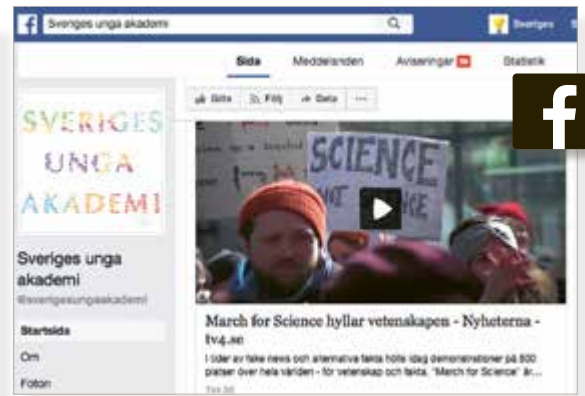 f Sveriges unga akademi Sveriges
Sida Meddelanden Aviseringar Statistik
Gilla Följ Dela ...
f
SVERIGES
UNGA
AKADEMI
SCIENCE
NOT
Sveriges unga
akademi
@sverigesungaakademi
Startsida
Om
Foton
March for Science hyllar vetenskapen - Nyheterna -
tv4.se
I tider av fake news och alternativa fakta hölls idag demonstrationer på 600
platser över hela världen - för vetenskap och fakta. "March for Science" är...